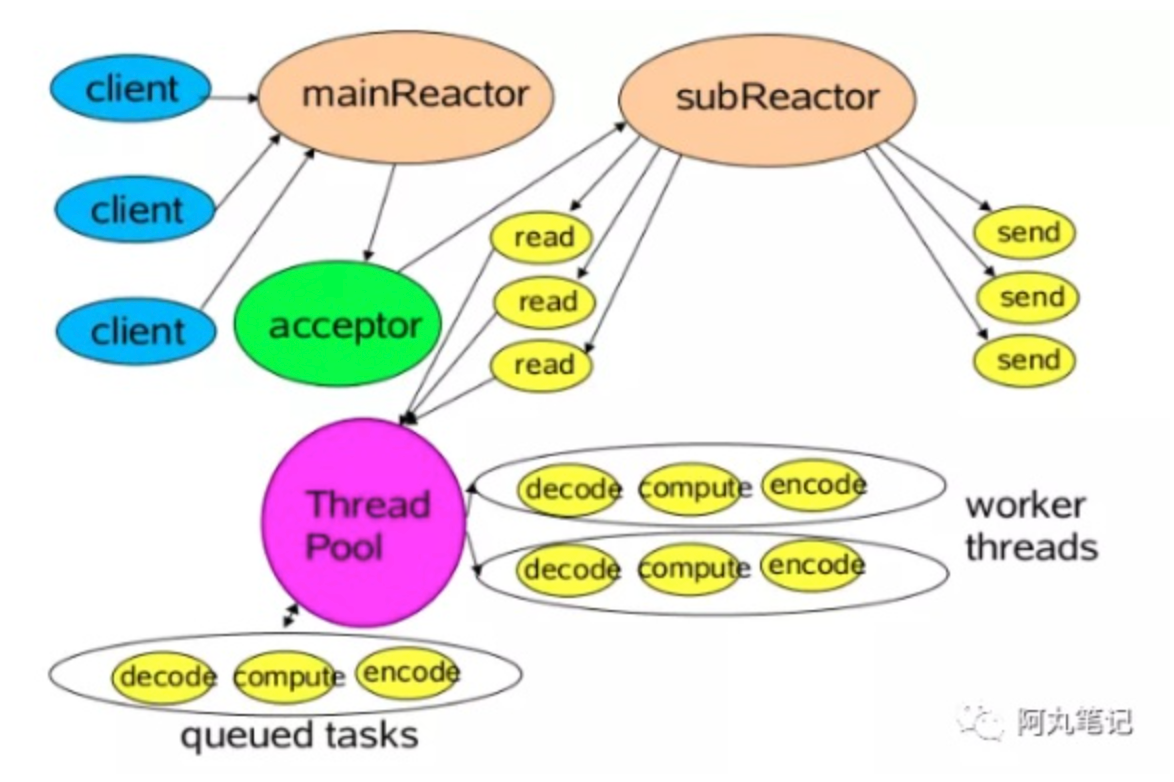 client
mainReactor
subReactor
client
read
send
client
acceptor
read
send
read
send
Thread
Pool
decode compute encode
worker
threads
decode compute encode
decode compute encode
queued tasks
阿丸笔记